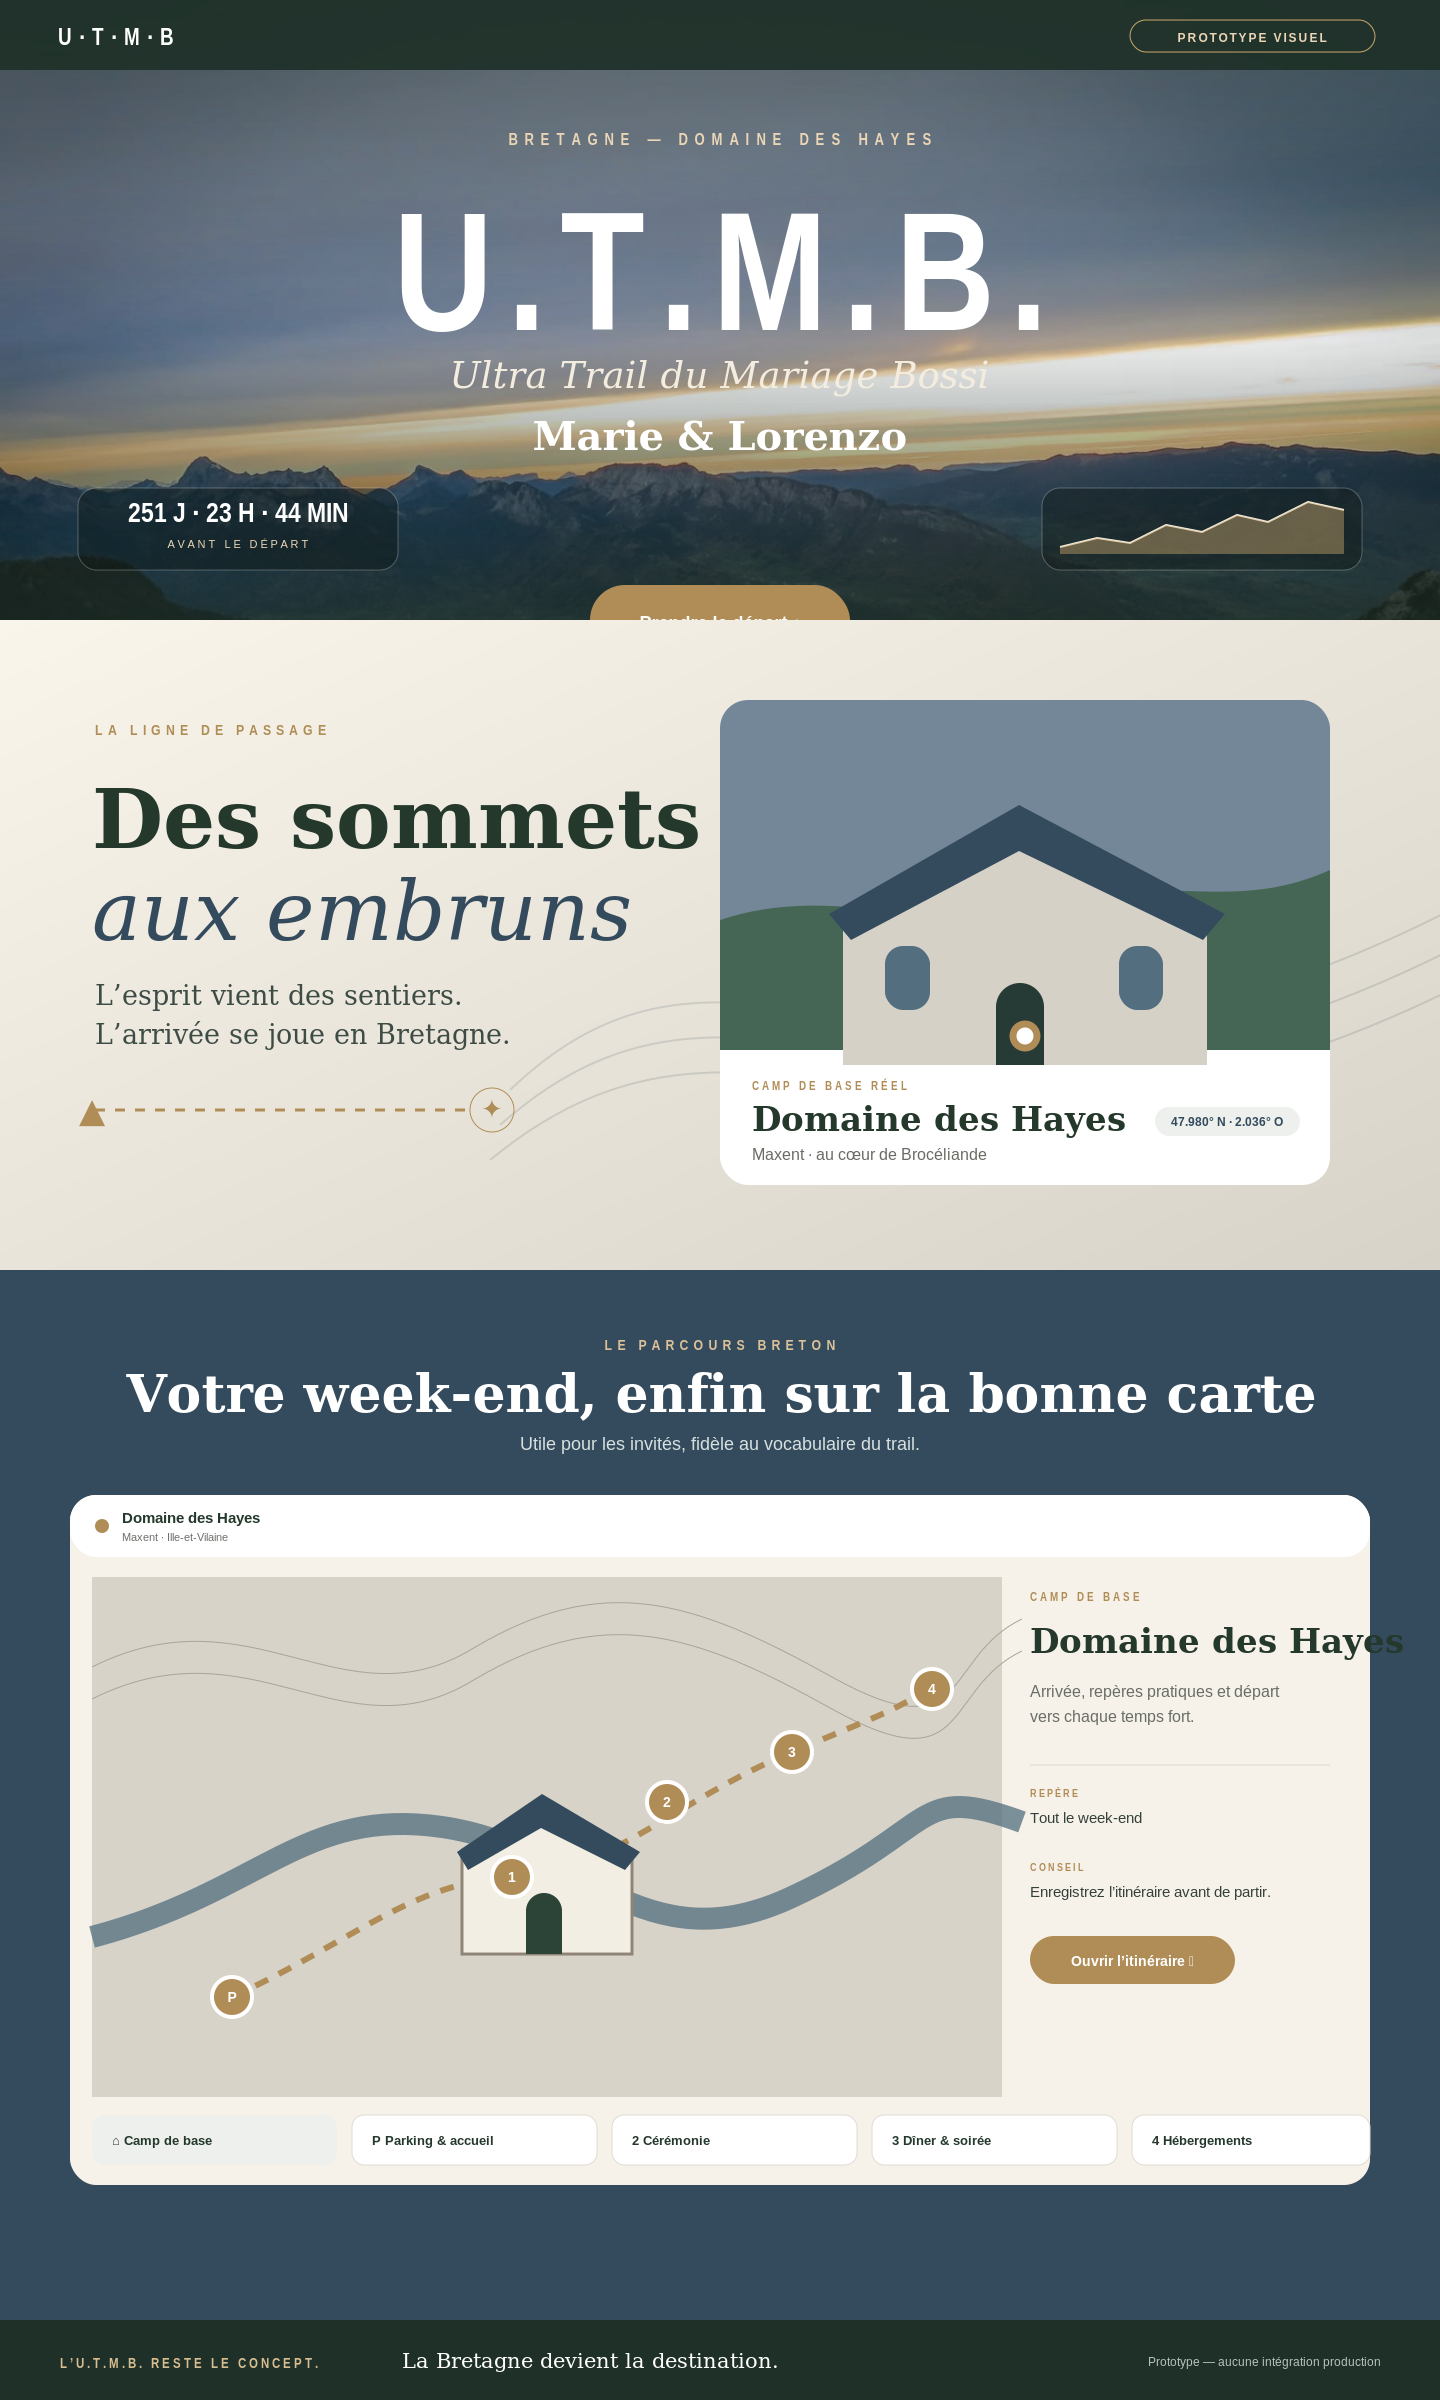 U·T·M·B
PROTOTYPE VISUEL
BRETAGNE — DOMAINE DES HAYES
U.T.M.B.
Ultra Trail du Mariage Bossi
Marie & Lorenzo
251 J · 23 H · 44 MIN
AVANT LE DÉPART
Prendre le départ
LA LIGNE DE PASSAGE
Des sommets
aux embruns
L’esprit vient des sentiers.
L’arrivée se joue en Bretagne.
CAMP DE BASE RÉEL
Domaine des Hayes
47.980° N · 2.036° O
Maxent · au cœur de Brocéliande
LE PARCOURS BRETON
Votre week-end, enfin sur la bonne carte
Utile pour les invités, fidèle au vocabulaire du trail.
Domaine des Hayes
Maxent · Ille-et-Vilaine
CAMP DE BASE
Domaine des Hayes
Arrivée, repères pratiques et départ
vers chaque temps fort.
REPÈRE
Tout le week-end
CONSEIL
Enregistrez l’itinéraire avant de partir.
Ouvrir l’itinéraire
4
3
2
1
P
⌂ Camp de base
P Parking & accueil
2 Cérémonie
3 Dîner & soirée
4 Hébergements
L’U.T.M.B. RESTE LE CONCEPT.
La Bretagne devient la destination.
Prototype — aucune intégration production